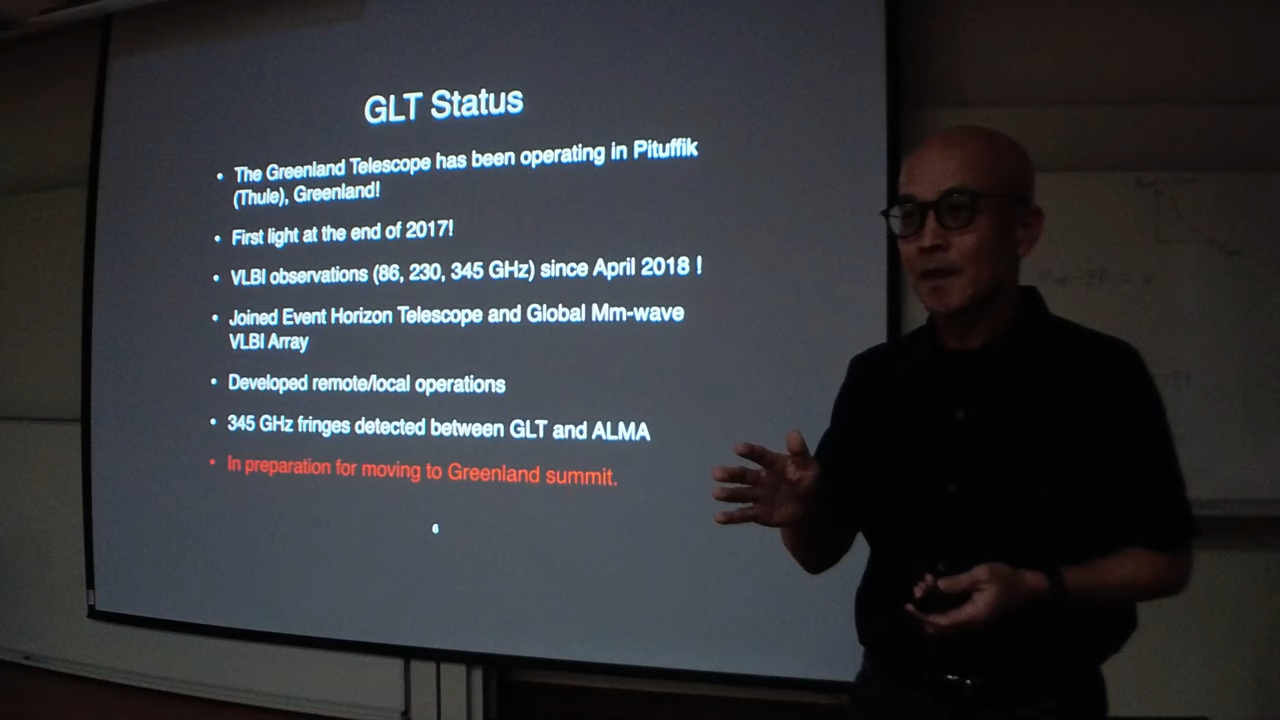 GLT Status
• The Greenland Telescope has been operating in Pituffik
(Thule), Greenland!
• First light at the end of 2017!
• VLBI observations (86, 230, 345 GHz) since April 2018 !
• Joined Event Horizon Telescope and Global Mm-wave
VLBI Array
• Developed remote/local operations
• 345 GHz fringes detected between GLT and ALMA
• In preparation for moving to Greenland summit.
6